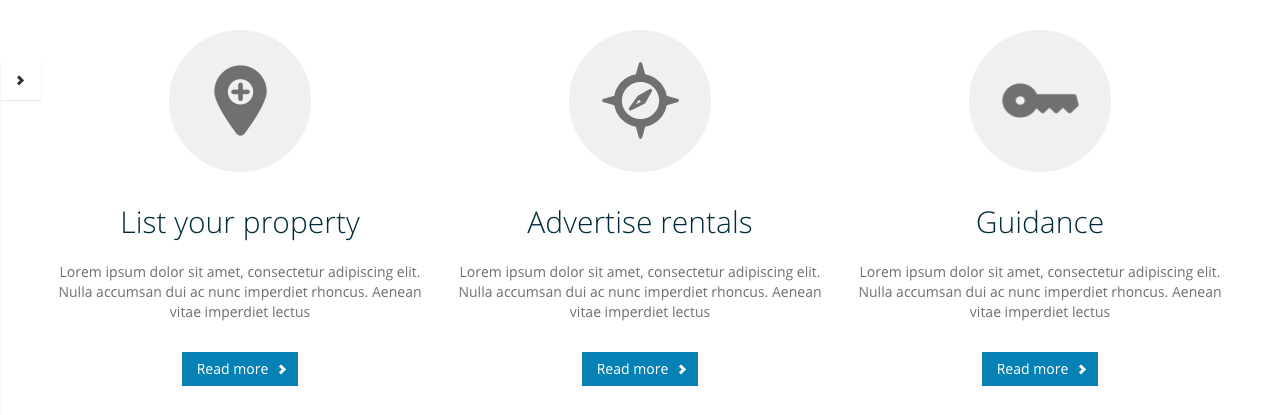 List your property
Lorem ipsum dolor sit amet, consectetur adipiscing elit.
Nulla accumsan dui ac nunc imperdiet rhoncus. Aenean
vitae imperdiet lectus
Read more
Advertise rentals
Lorem ipsum dolor sit amet, consectetur adipiscing elit.
Nulla accumsan dui ac nunc imperdiet rhoncus. Aenean
vitae imperdiet lectus
Read more
Guidance
Lorem ipsum dolor sit amet, consectetur adipiscing elit.
Nulla accumsan dui ac nunc imperdiet rhoncus. Aenean
vitae imperdiet lectus
Read more